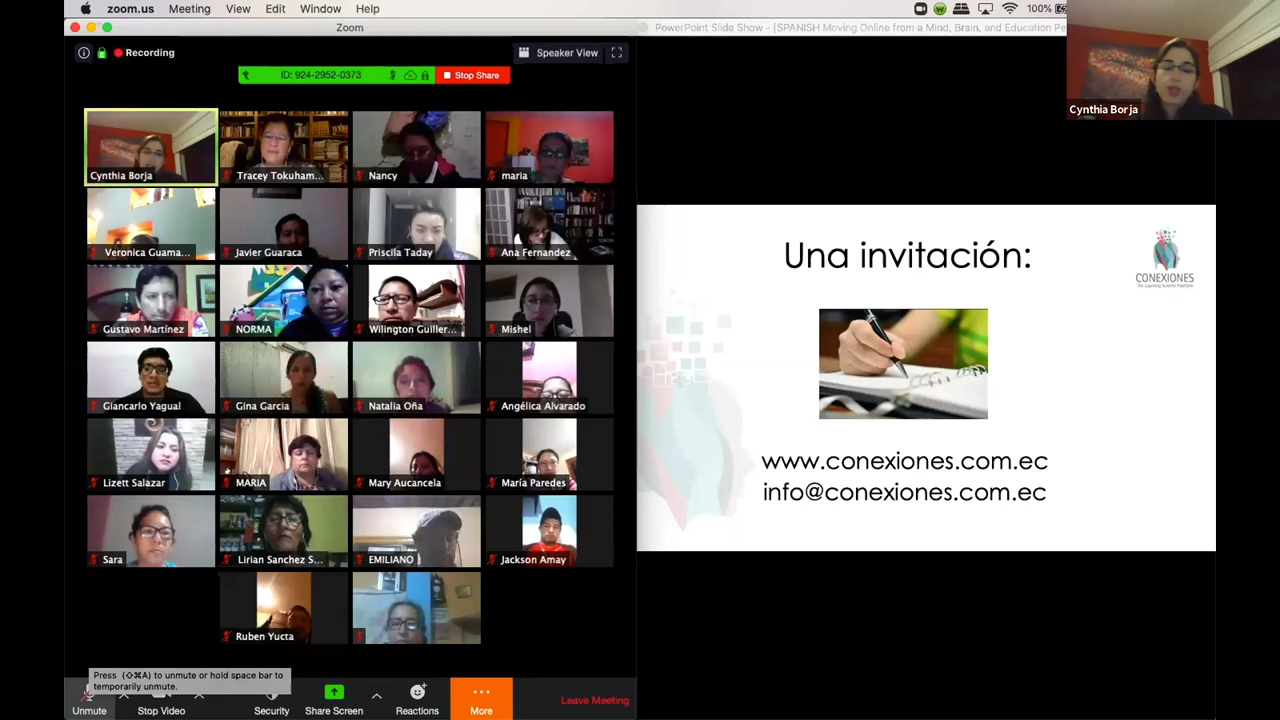 zoom.us Meeting View Edit Window Help
100%
Zoom
PowerPoint Slide Show - [SPANISH Moving Online from a Mind, Brain, and Education Pe
Recording
Speaker View
ID: 924-2952-0373
Stop Share
Cynthia Borja
Cynthia Borja
Tracey Tokuham...
Nancy
maria
Veronica Guama...
Javier Guaraca
Priscila Taday
Ana Fernandez
Gustavo Martínez
NORMA
Wilington Guiller...
Mishel
Giancarlo Yagual
Gina Garcia
Natalia Oña
Angélica Alvarado
Lizett Salazar
MARIA
Mary Aucancela
María Paredes
Sara
Lirian Sanchez S...
EMILIANO
Jackson Amay
Ruben Yucta
Una invitación:
CONEXIONES
The Learning Science Platform
www.conexiones.com.ec
info@conexiones.com.ec
Press (⇧⌘A) to unmute or hold space bar to
temporarily unmute.
Unmute
Stop Video
Security
Share Screen
Reactions
More
Leave Meeting